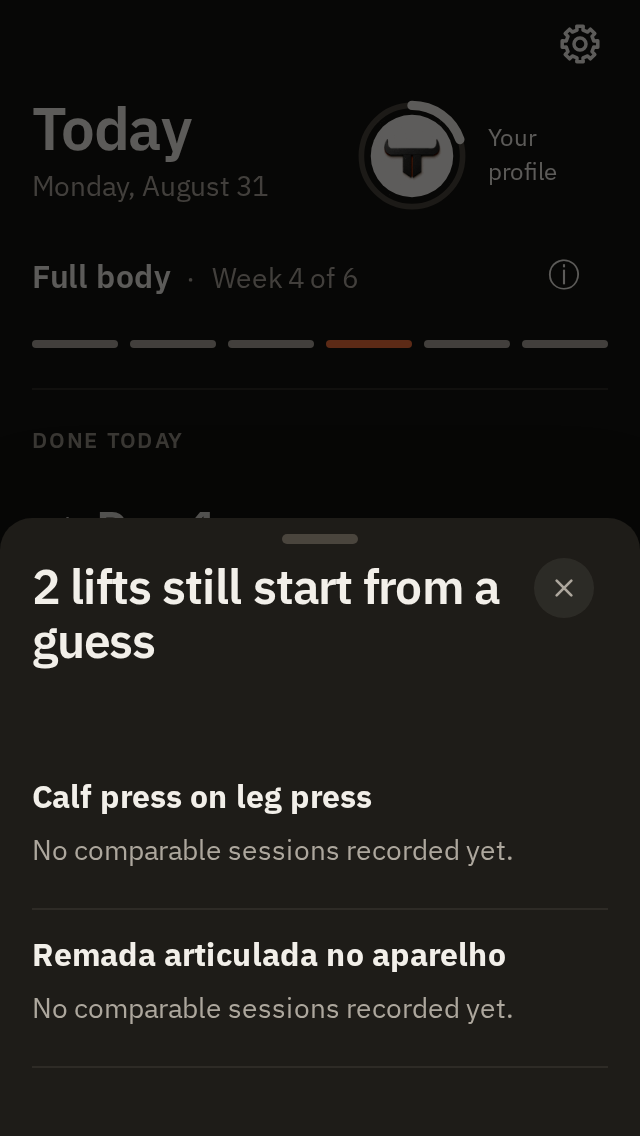 Today
Monday, August 31
Your
profile
Full body · Week 4 of 6
DONE TODAY
2 lifts still start from a
guess
Calf press on leg press
No comparable sessions recorded yet.
Remada articulada no aparelho
No comparable sessions recorded yet.